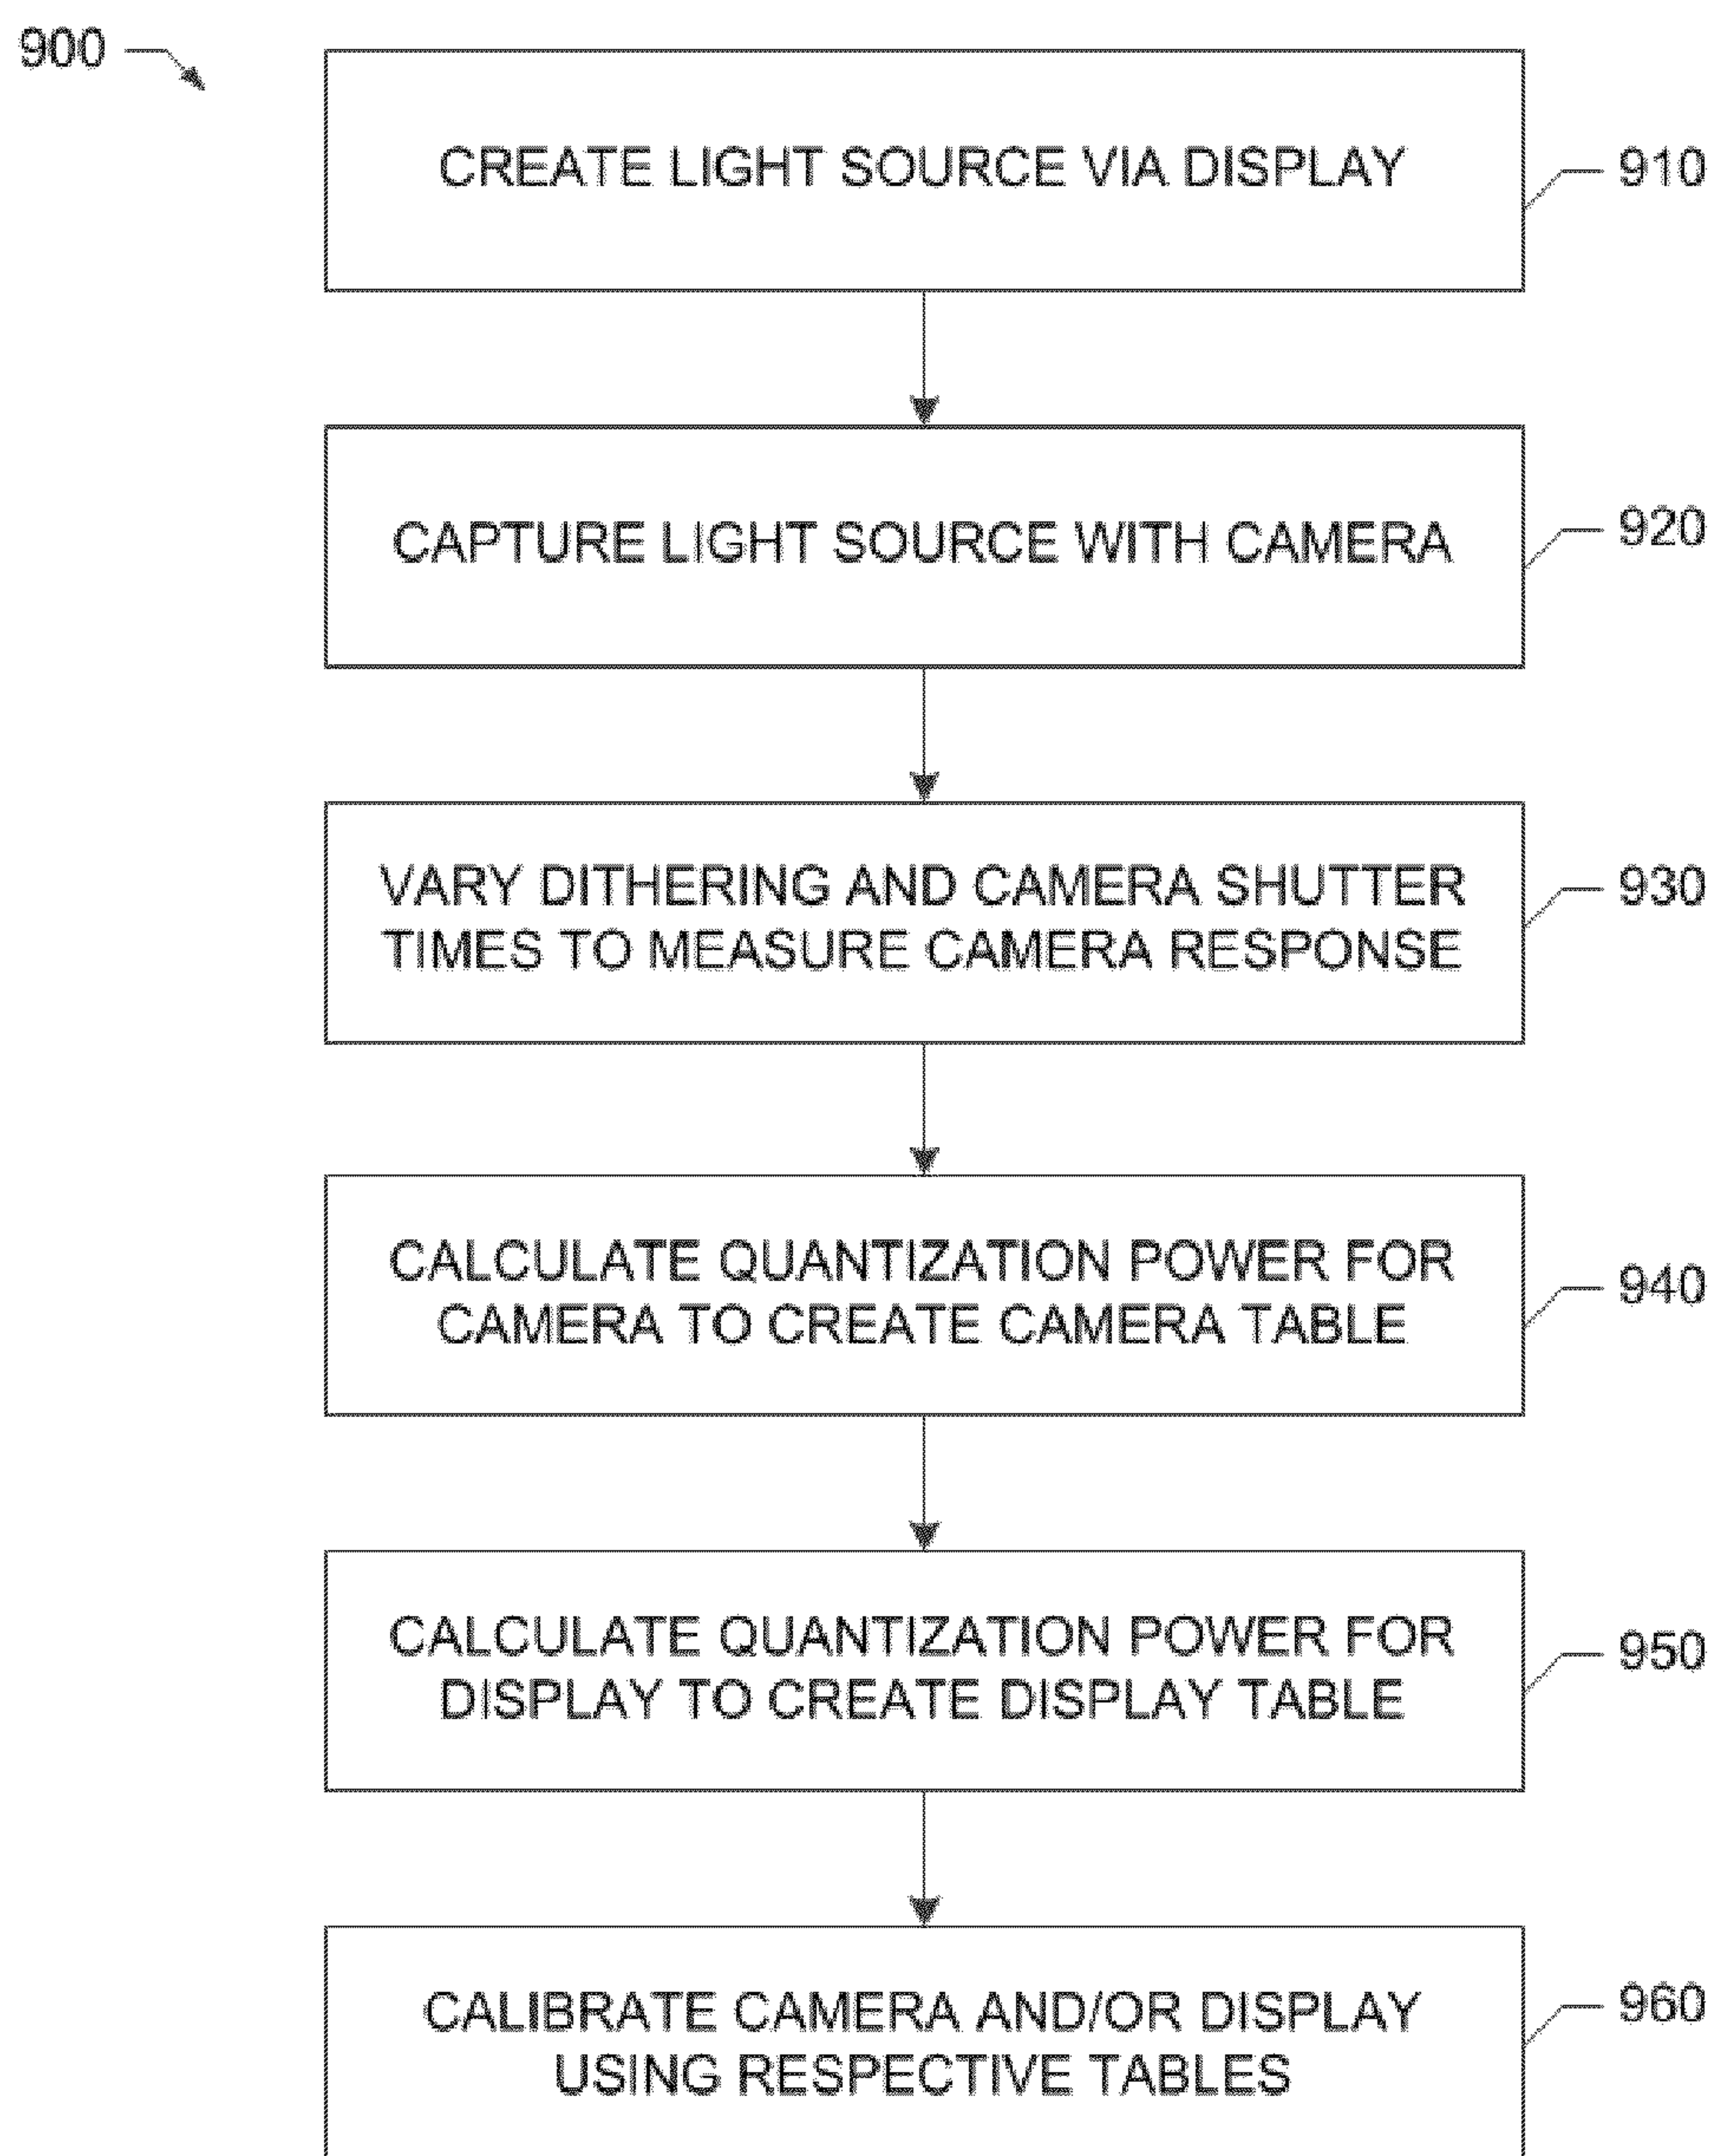 900
CREATE LIGHT SOURCE VIA DISPLAY
910
CAPTURE LIGHT SOURCE WITH CAMERA
920
VARY DITHERING AND CAMERA SHUTTER
TIMES TO MEASURE CAMERA RESPONSE
930
CALCULATE QUANTIZATION POWER FOR
CAMERA TO CREATE CAMERA TABLE
940
CALCULATE QUANTIZATION POWER FOR
DISPLAY TO CREATE DISPLAY TABLE
950
CALIBRATE CAMERA AND/OR DISPLAY
USING RESPECTIVE TABLES
960